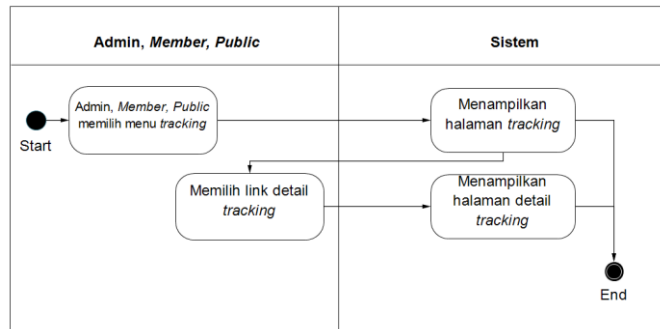 Admin, Member, Public
Sistem
Admin, Member, Public
memilih menu tracking
Start
Menampilkan
halaman tracking
Memilih link detail
tracking
Menampilkan
halaman detail
tracking
End